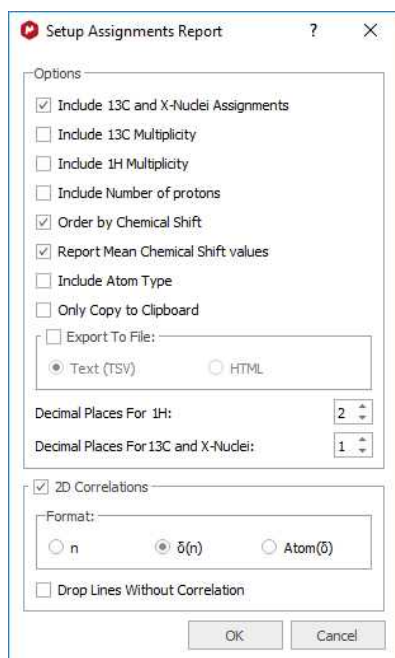 Setup Assignments Report ?
Options
Include 13C and X-Nuclei Assignments
Include 13C Multiplicity
Include 1H Multiplicity
Include Number of protons
Order by Chemical Shift
Report Mean Chemical Shift values
Include Atom Type
Only Copy to Clipboard
Export To File:
Text (TSV) HTML
Decimal Places For 1H: 2
Decimal Places For13C and X-Nuclei: 1
2D Correlations
Format:
n δ(n) Atom(δ)
Drop Lines Without Correlation
OK Cancel